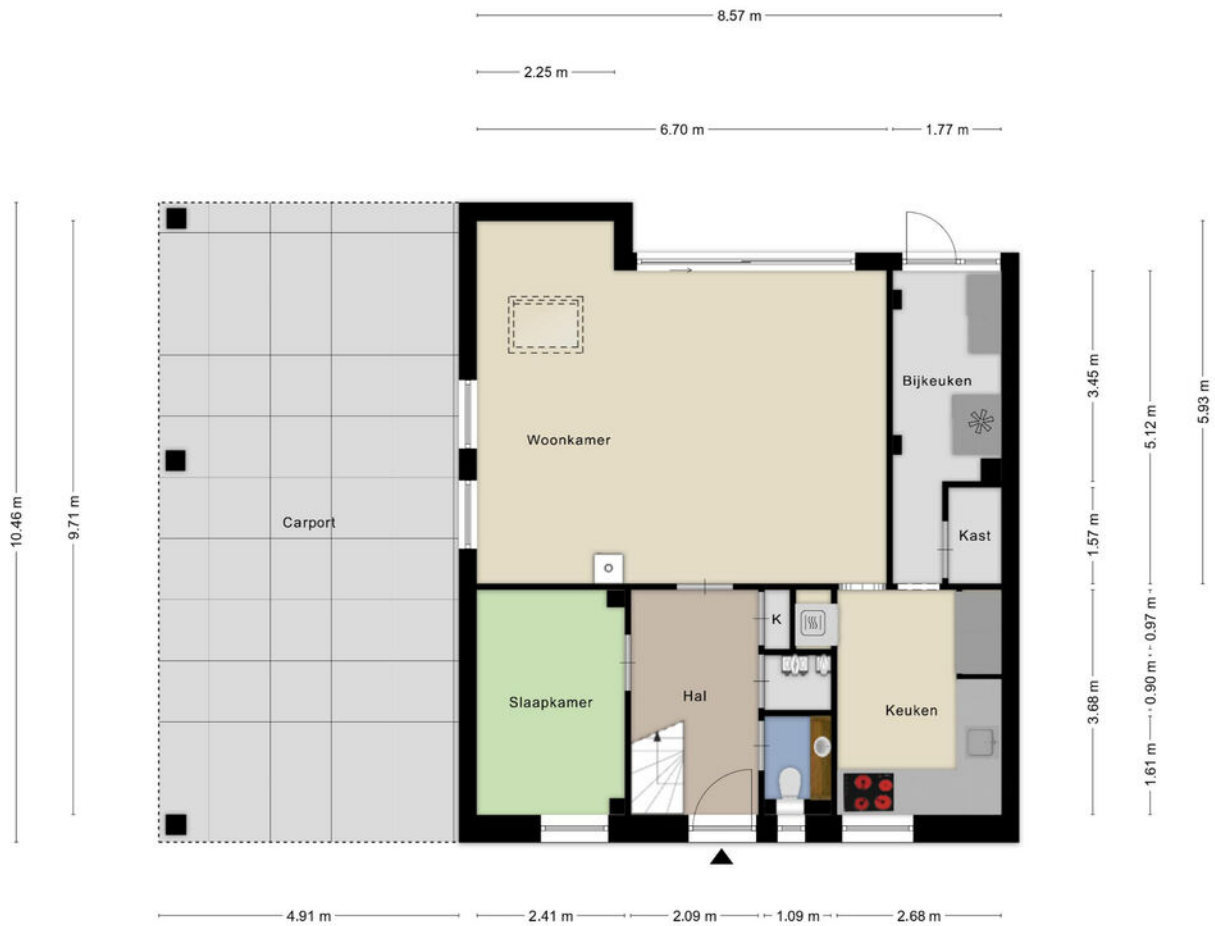 8.57 m
2.25 m
6.70 m
1.77 m
10.46 m
9.71 m
Carport
Woonkamer
Bijkeuken
Kast
K
Slaapkamer
Hal
Keuken
3.45 m
1.57 m
3.68 m
5.12 m
0.97 m
0.90 m
1.61 m
5.93 m
4.91 m
2.41 m
2.09 m
1.09 m
2.68 m